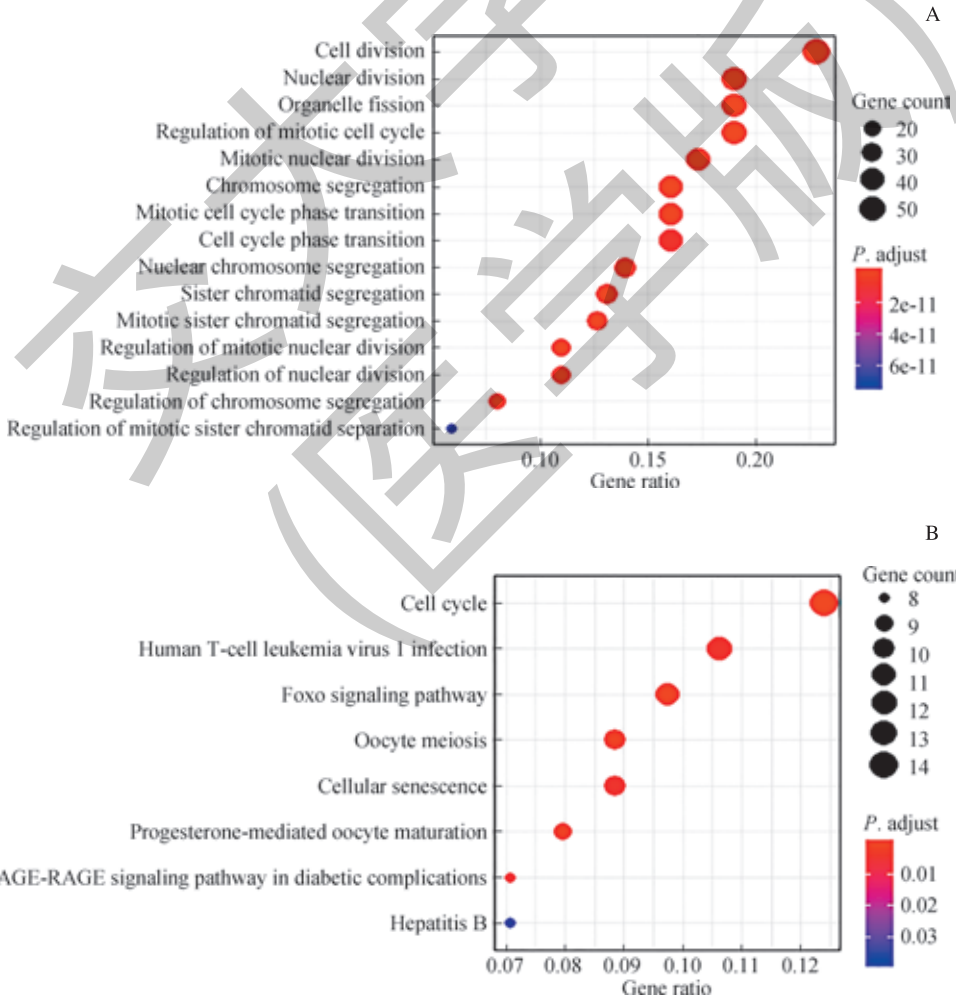 A
Cell division
Nuclear division
Organelle fission
Regulation of mitotic cell cycle
Mitotic nuclear division
Chromosome segregation
Mitotic cell cycle phase transition
Cell cycle phase transition
Nuclear chromosome segregation
Sister chromatid segregation
Mitotic sister chromatid segregation
Regulation of mitotic nuclear division
Regulation of nuclear division
Regulation of chromosome segregation
Regulation of mitotic sister chromatid separation
0.10 0.15 0.20
Gene ratio
Gene count
20
30
40
50
P. adjust
2e-11
4e-11
6e-11
B
Cell cycle
Human T-cell leukemia virus 1 infection
Foxo signaling pathway
Oocyte meiosis
Cellular senescence
Progesterone-mediated oocyte maturation
AGE-RAGE signaling pathway in diabetic complications
Hepatitis B
0.07 0.08 0.09 0.10 0.11 0.12
Gene ratio
Gene count
8
9
10
11
12
13
14
P. adjust
0.01
0.02
0.03
交大学
(医学版)